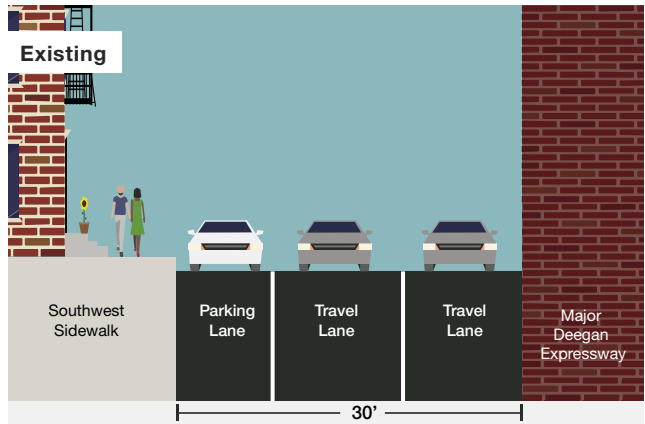 Existing
Southwest
Sidewalk
Parking
Lane
Travel
Lane
Travel
Lane
Major
Deegan
Expressway
30’